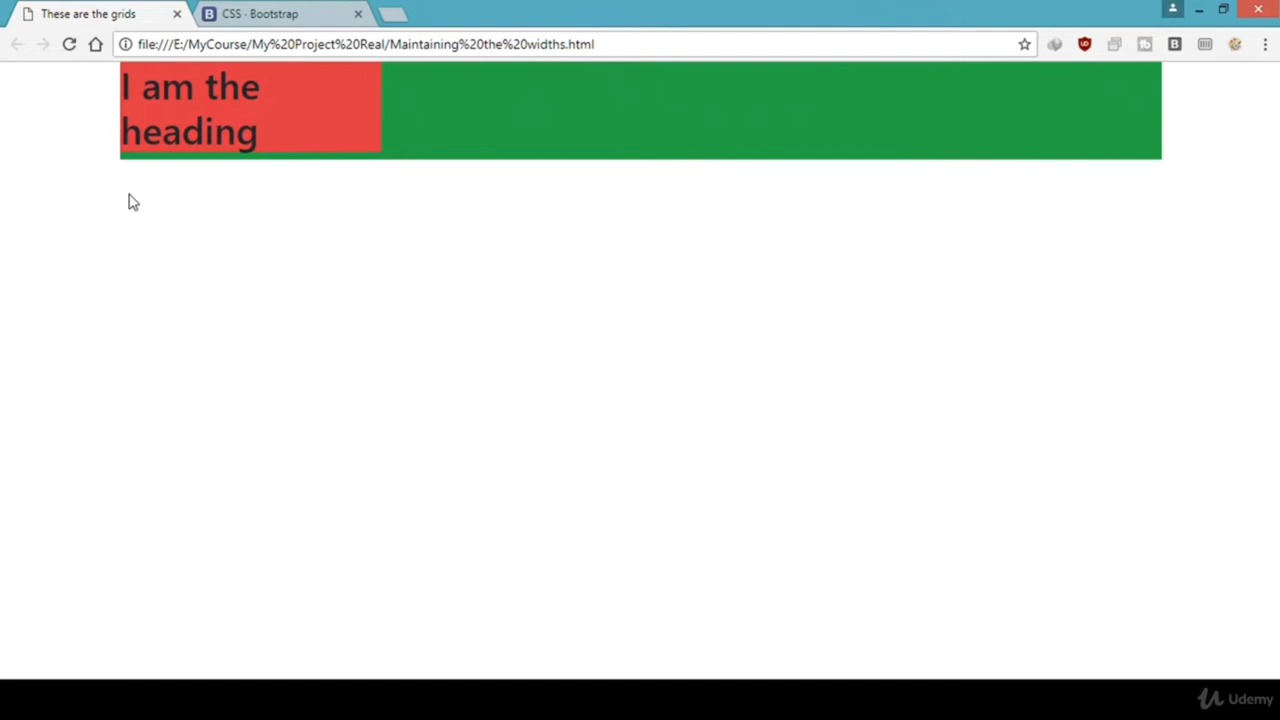 These are the grids
CSS · Bootstrap
file:///E:/MyCourse/My%20Project%20Real/Maintaining%20the%20widths.html
I am the
heading
Udemy